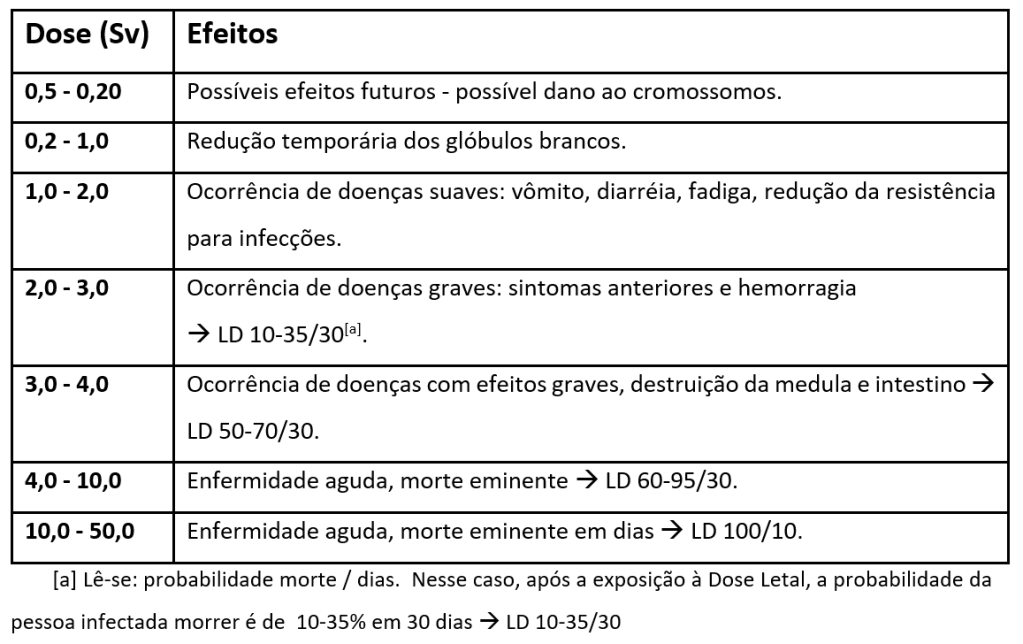 Dose (Sv) Efeitos
0,5 - 0,20 Possíveis efeitos futuros - possível dano ao cromossomos.
0,2 - 1,0 Redução temporária dos glóbulos brancos.
1,0 - 2,0 Ocorrência de doenças suaves: vômito, diarréia, fadiga, redução da resistência
para infecções.
2,0 - 3,0 Ocorrência de doenças graves: sintomas anteriores e hemorragia
→ LD 10-35/30[a].
3,0 - 4,0 Ocorrência de doenças com efeitos graves, destruição da medula e intestino →
LD 50-70/30.
4,0 - 10,0 Enfermidade aguda, morte eminente → LD 60-95/30.
10,0 - 50,0 Enfermidade aguda, morte eminente em dias → LD 100/10.
[a] Lê-se: probabilidade morte / dias. Nesse caso, após a exposição à Dose Letal, a probabilidade da
pessoa infectada morrer é de 10-35% em 30 dias → LD 10-35/30